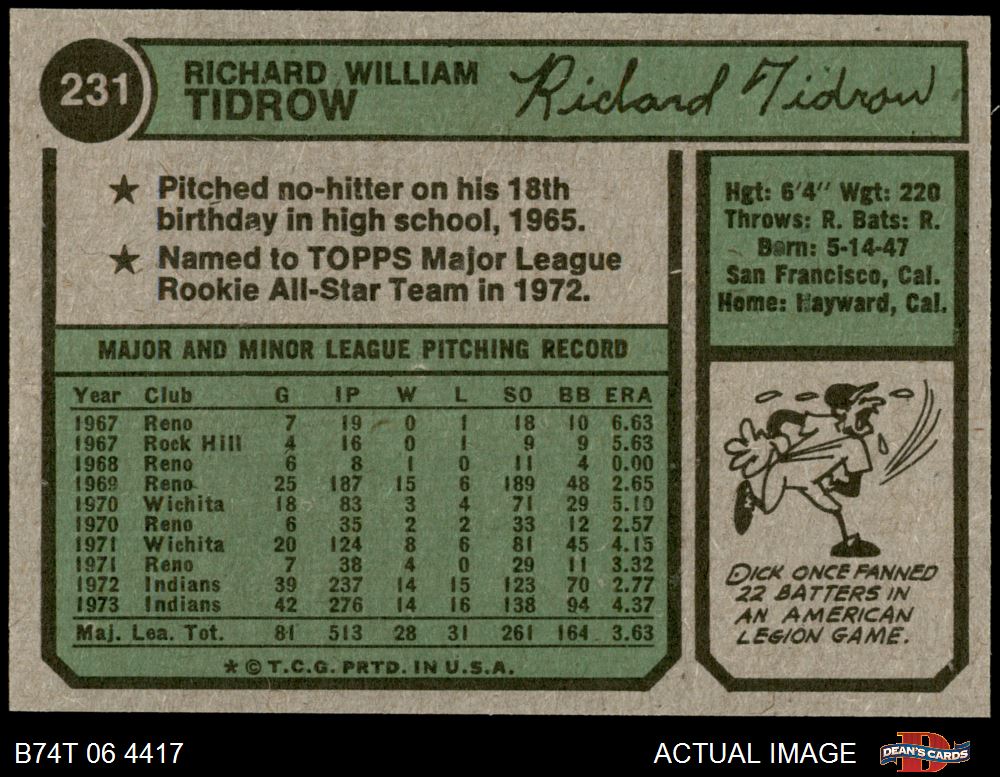 231
RICHARD WILLIAM
TIDROW
Richard Tidrow
★ Pitched no-hitter on his 18th
birthday in high school, 1965.
★ Named to TOPPS Major League
Rookie All-Star Team in 1972.
MAJOR AND MINOR LEAGUE PITCHING RECORD
Year Club G IP W L SO BB ERA
1967 Reno 7 19 0 1 18 10 6.63
1967 Rock Hill 4 16 0 1 9 9 5.63
1968 Reno 6 8 1 0 11 4 0.00
1969 Reno 25 187 15 6 189 48 2.65
1970 Wichita 18 83 3 4 71 29 5.10
1970 Reno 6 35 2 2 33 12 2.57
1971 Wichita 20 124 8 6 81 45 4.15
1971 Reno 7 38 4 0 29 11 3.32
1972 Indians 39 237 14 15 123 70 2.77
1973 Indians 42 276 14 16 138 94 4.37
Maj. Lea. Tot. 81 513 28 31 261 164 3.63
★ © T.C.G. PRTD. IN U.S.A.
Hgt: 6'4" Wgt: 220
Throws: R. Bats: R.
Born: 5-14-47
San Francisco, Cal.
Home: Hayward, Cal.
DICK ONCE FANNED
22 BATTERS IN
AN AMERICAN
LEGION GAME.
B74T 06 4417
ACTUAL IMAGE
DEAN'S CARDS